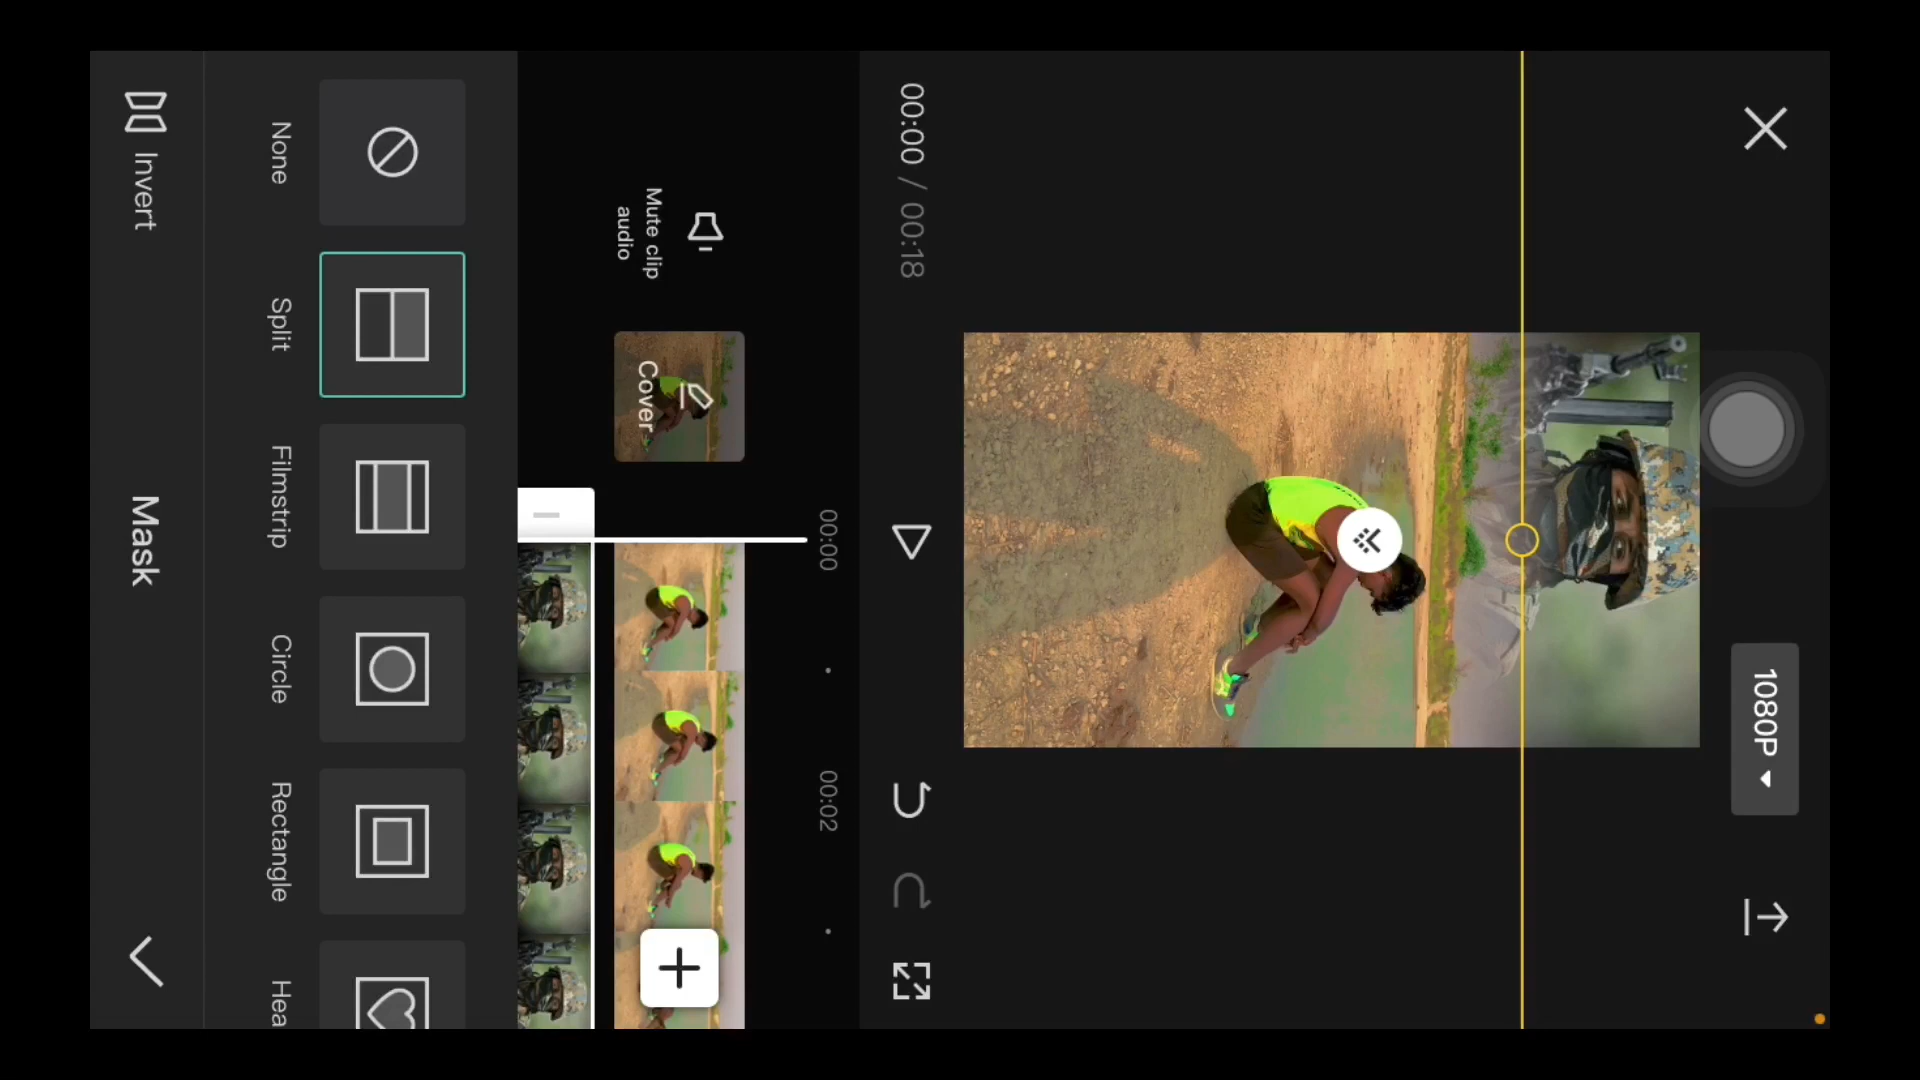 1080P
00:00 / 00:18
00:00
00:02
Mute clip
audio
Cover
None
Split
Filmstrip
Circle
Rectangle
Hea
Invert
Mask